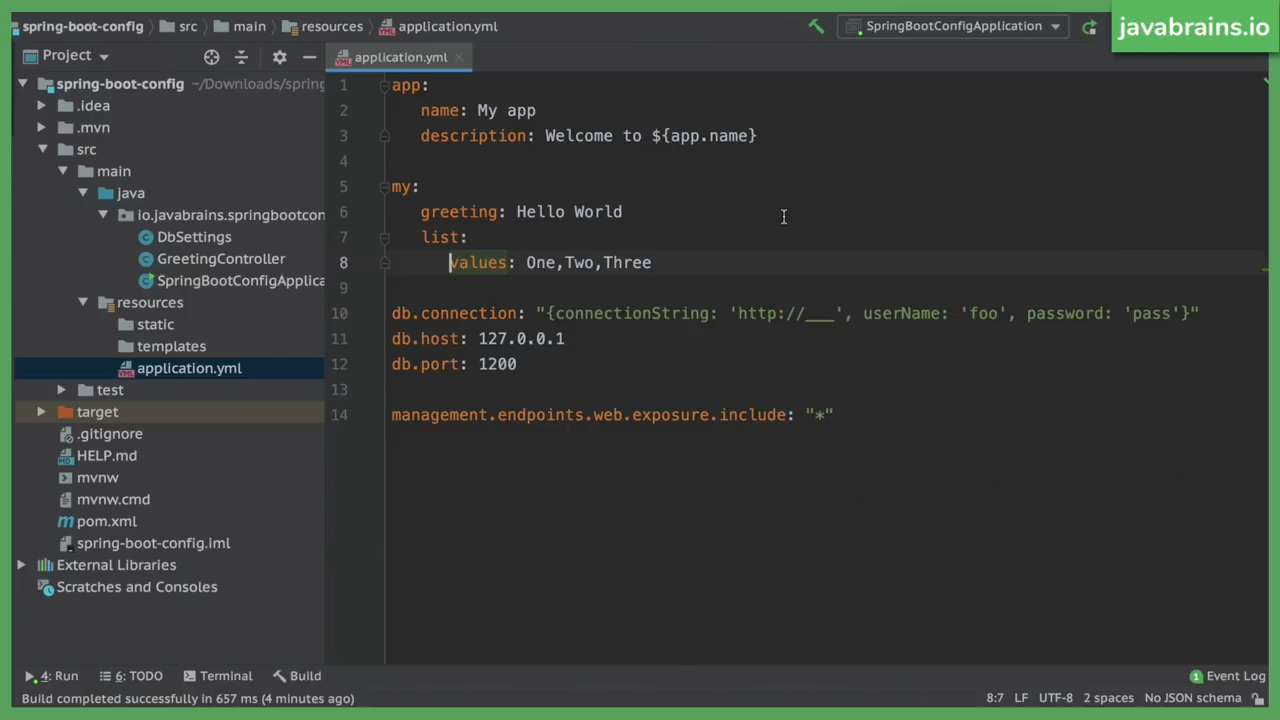 spring-boot-config src main resources application.yml SpringBootConfigApplication
javabrains.io
Project
application.yml
spring-boot-config ~/Downloads/spring
.idea
.mvn
src
main
java
io.javabrains.springbootcon
DbSettings
GreetingController
SpringBootConfigApplica
resources
static
templates
application.yml
test
target
.gitignore
HELP.md
mvnw
mvnw.cmd
pom.xml
spring-boot-config.iml
External Libraries
Scratches and Consoles
1 app:
2 name: My app
3 description: Welcome to ${app.name}
4
5 my:
6 greeting: Hello World
7 list:
8 values: One,Two,Three
9
10 db.connection: "{connectionString: 'http://___', userName: 'foo', password: 'pass'}"
11 db.host: 127.0.0.1
12 db.port: 1200
13
14 management.endpoints.web.exposure.include: "*"
4: Run 6: TODO Terminal Build 1 Event Log
Build completed successfully in 657 ms (4 minutes ago) 8:7 LF UTF-8 2 spaces No JSON schema